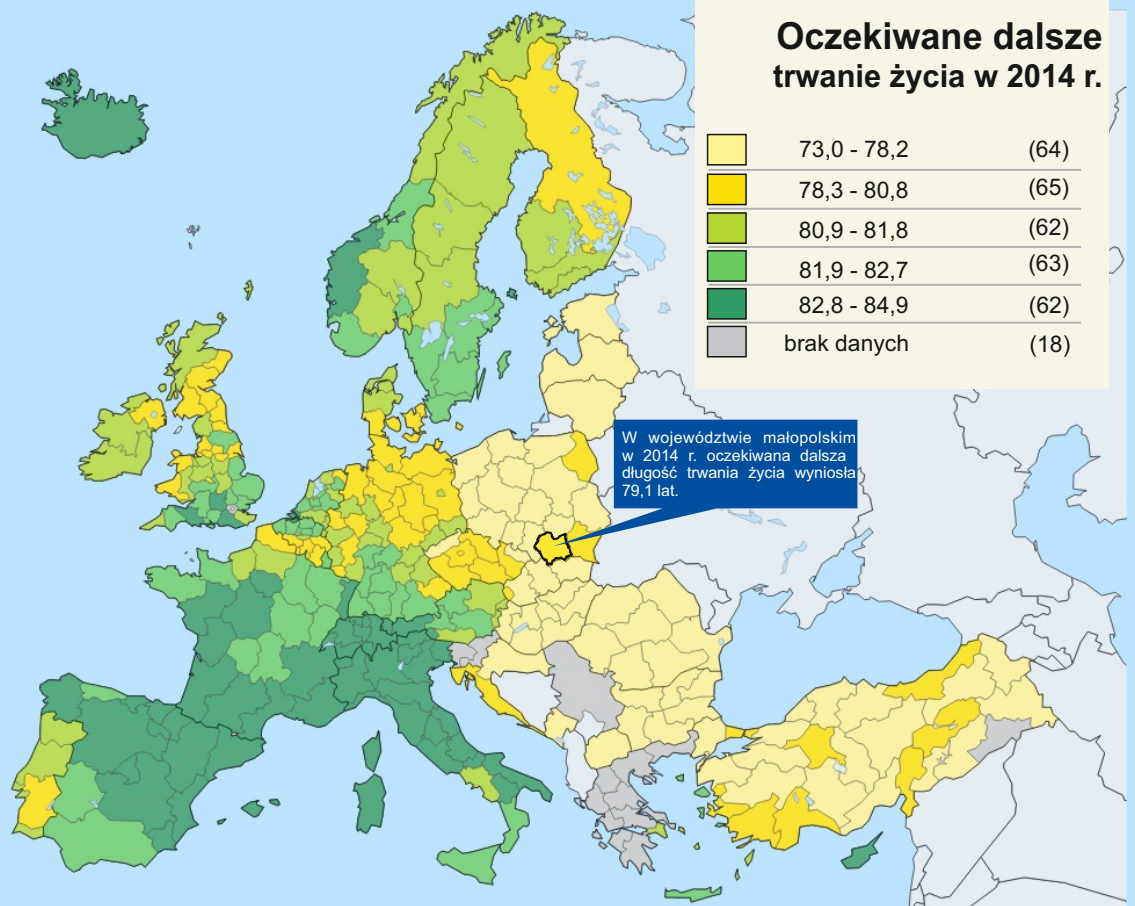 Oczekiwane dalsze
trwanie życia w 2014 r.
73,0 - 78,2 (64)
78,3 - 80,8 (65)
80,9 - 81,8 (62)
81,9 - 82,7 (63)
82,8 - 84,9 (62)
brak danych (18)
W województwie małopolskim
w 2014 r. oczekiwana dalsza
długość trwania życia wyniosła
79,1 lat.